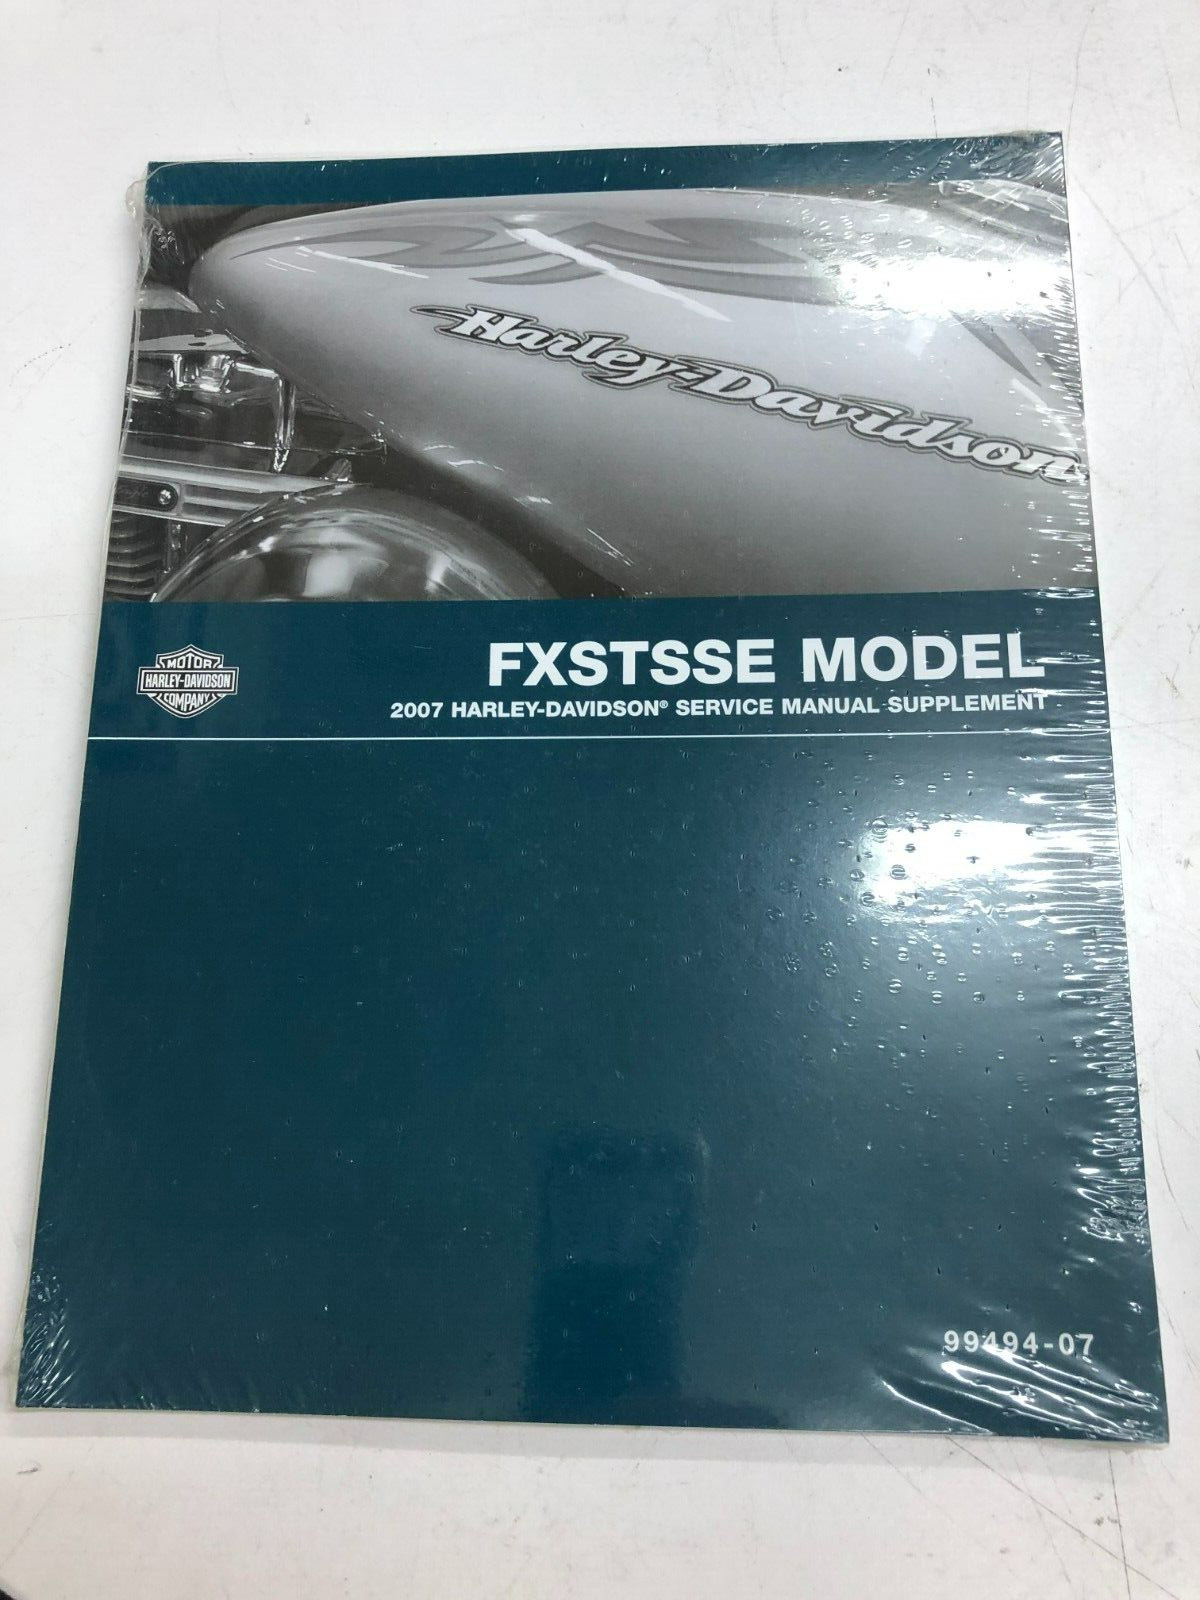 Harley-Davidson
MOTOR
HARLEY-DAVIDSON
COMPANY
FXSTSSE MODEL
2007 HARLEY-DAVIDSON® SERVICE MANUAL SUPPLEMENT
99494-07